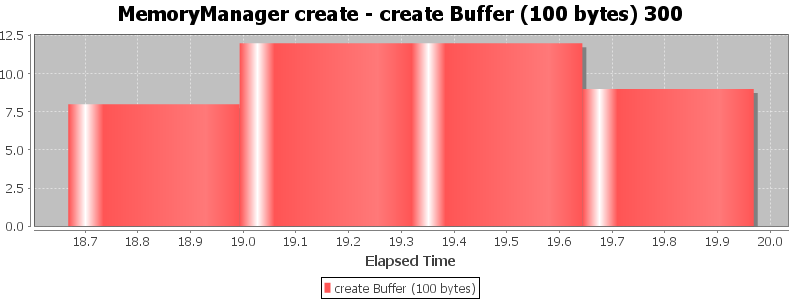 MemoryManager create - create Buffer (100 bytes) 300
12.5
10.0
7.5
5.0
2.5
0.0
18.7 18.8 18.9 19.0 19.1 19.2 19.3 19.4 19.5 19.6 19.7 19.8 19.9 20.0
Elapsed Time
create Buffer (100 bytes)